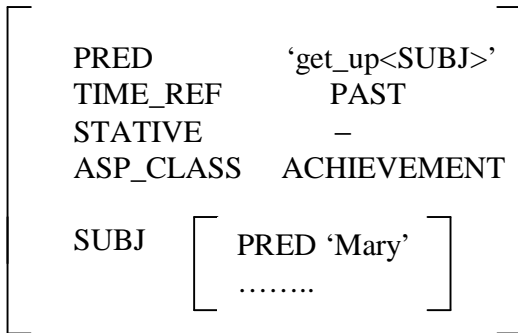 PRED ‘get_up<SUBJ>’
TIME_REF PAST
STATIVE –
ASP_CLASS ACHIEVEMENT
SUBJ PRED ‘Mary’
……..